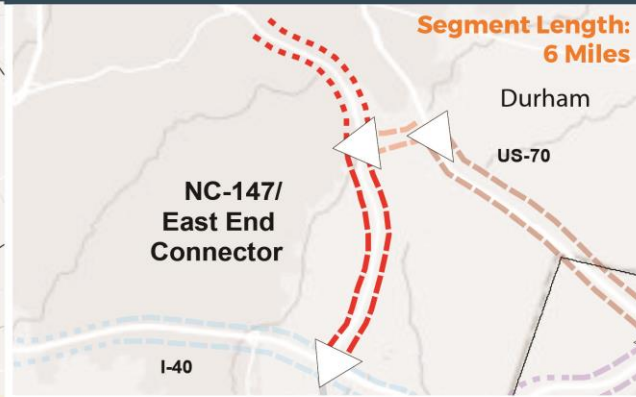 Segment Length:
6 Miles
Durham
US-70
NC-147/
East End
Connector
I-40